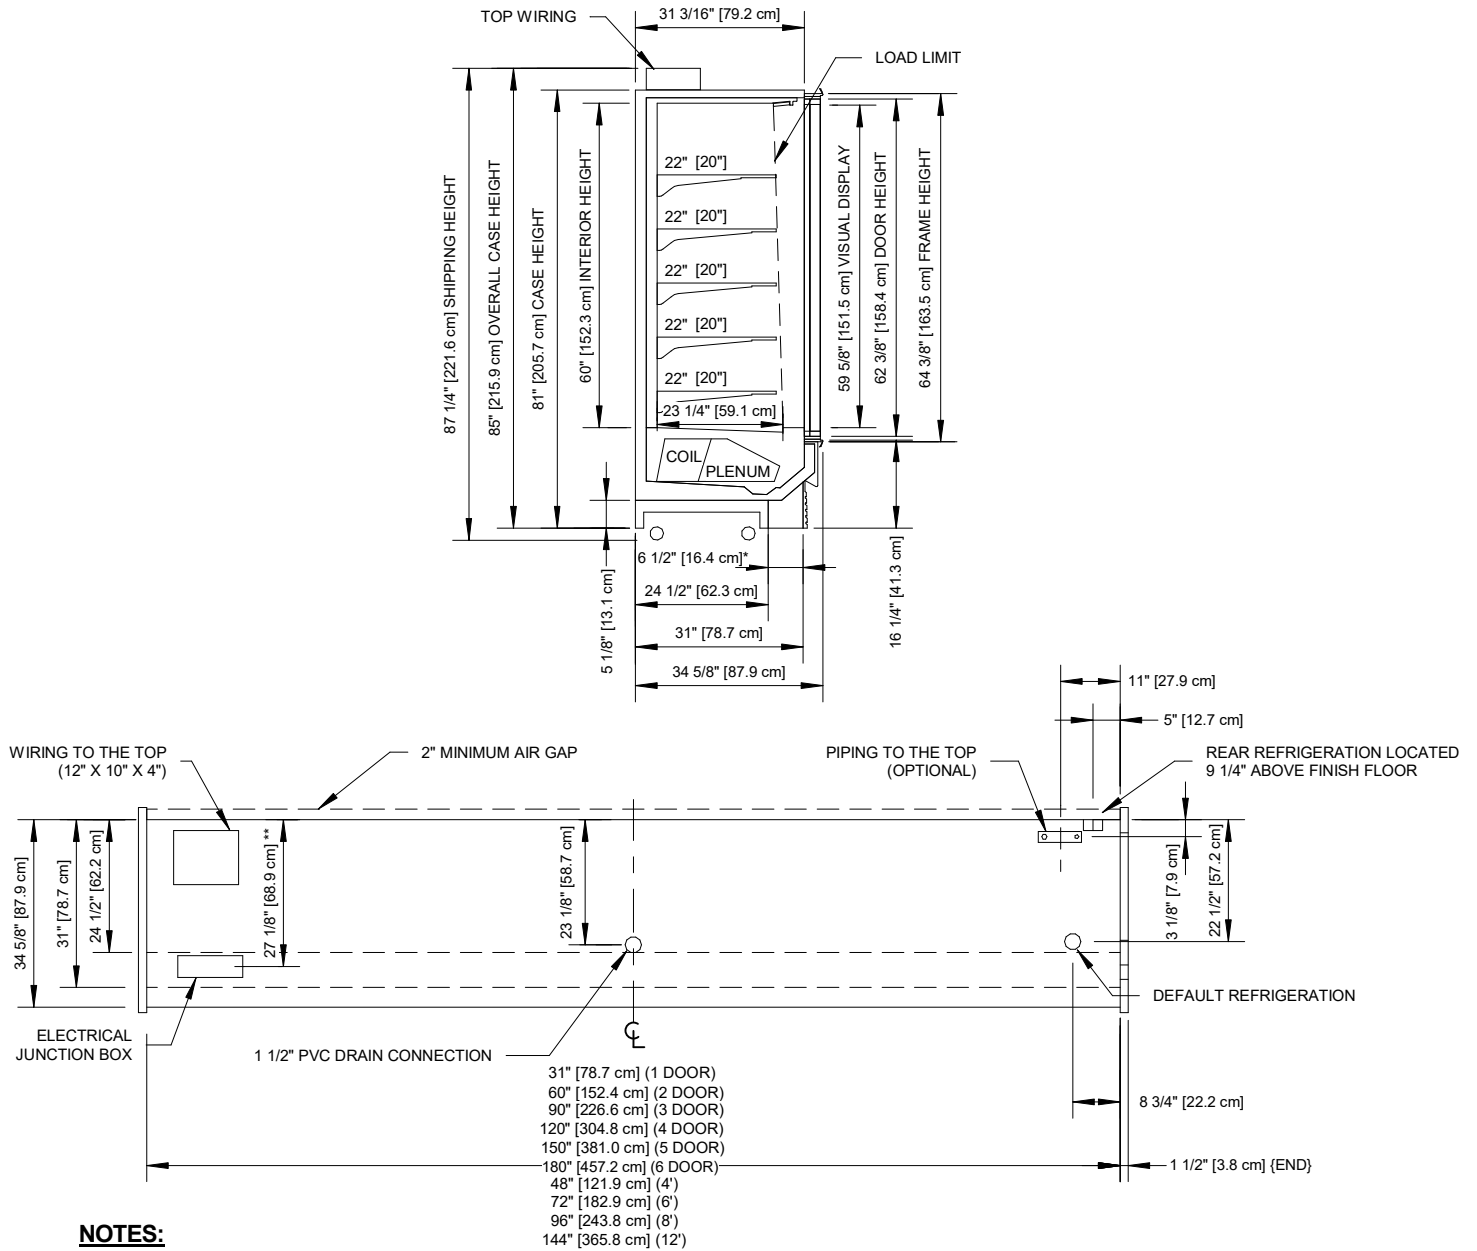 TOP WIRING
31 3/16" [79.2 cm]
LOAD LIMIT
87 1/4" [221.6 cm] SHIPPING HEIGHT
85" [215.9 cm] OVERALL CASE HEIGHT
81" [205.7 cm] CASE HEIGHT
60" [152.3 cm] INTERIOR HEIGHT
22" [20"]
22" [20"]
22" [20"]
22" [20"]
22" [20"]
23 1/4" [59.1 cm]
COIL
PLENUM
59 5/8" [151.5 cm] VISUAL DISPLAY
62 3/8" [158.4 cm] DOOR HEIGHT
64 3/8" [163.5 cm] FRAME HEIGHT
16 1/4" [41.3 cm]
5 1/8" [13.1 cm]
6 1/2" [16.4 cm]*
24 1/2" [62.3 cm]
31" [78.7 cm]
34 5/8" [87.9 cm]
11" [27.9 cm]
5" [12.7 cm]
WIRING TO THE TOP
(12" X 10" X 4")
2" MINIMUM AIR GAP
PIPING TO THE TOP
(OPTIONAL)
REAR REFRIGERATION LOCATED
9 1/4" ABOVE FINISH FLOOR
34 5/8" [87.9 cm]
31" [78.7 cm]
24 1/2" [62.2 cm]
27 1/8" [68.9 cm] **
23 1/8" [58.7 cm]
3 1/8" [7.9 cm]
22 1/2" [57.2 cm]
DEFAULT REFRIGERATION
ELECTRICAL
JUNCTION BOX
1 1/2" PVC DRAIN CONNECTION
CL
31" [78.7 cm] (1 DOOR)
60" [152.4 cm] (2 DOOR)
90" [226.6 cm] (3 DOOR)
120" [304.8 cm] (4 DOOR)
150" [381.0 cm] (5 DOOR)
180" [457.2 cm] (6 DOOR)
48" [121.9 cm] (4')
72" [182.9 cm] (6')
96" [243.8 cm] (8')
144" [365.8 cm] (12')
8 3/4" [22.2 cm]
1 1/2" [3.8 cm] {END}
NOTES: